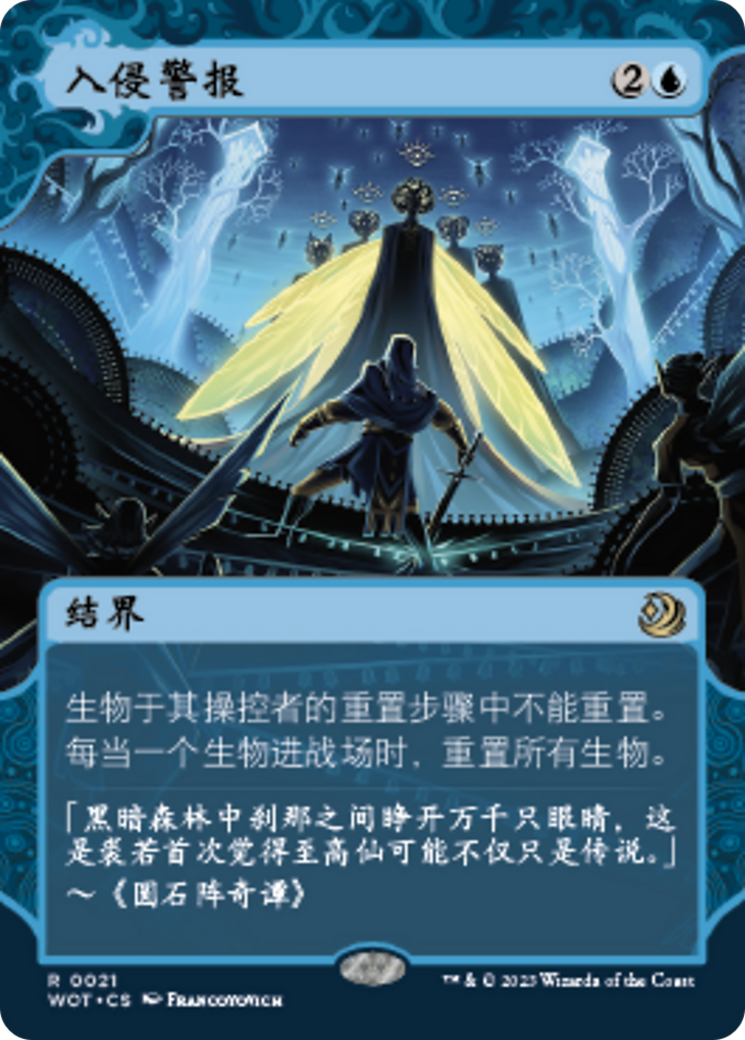 入侵警报
2
结界
生物于其操控者的重置步骤中不能重置。
每当一个生物进战场时，重置所有生物。
「黑暗森林中刹那之间睁开万千只眼睛，这
是裘若首次觉得至高仙可能不仅只是传说。」
～《圆石阵奇谭》
R 0021
WOT • CS FRANCOYOVICH
™ & © 2023 Wizards of the Coast